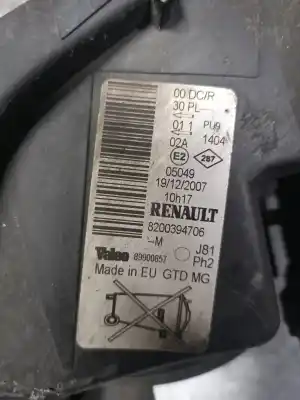 00 DC/R
30 PL
01 1 PU9
02A 1404
E2 287
05049
19/12/2007
10h17
RENAULT
8200394706
--M J81
Valeo 89900857 Ph2
Made in EU GTD MG